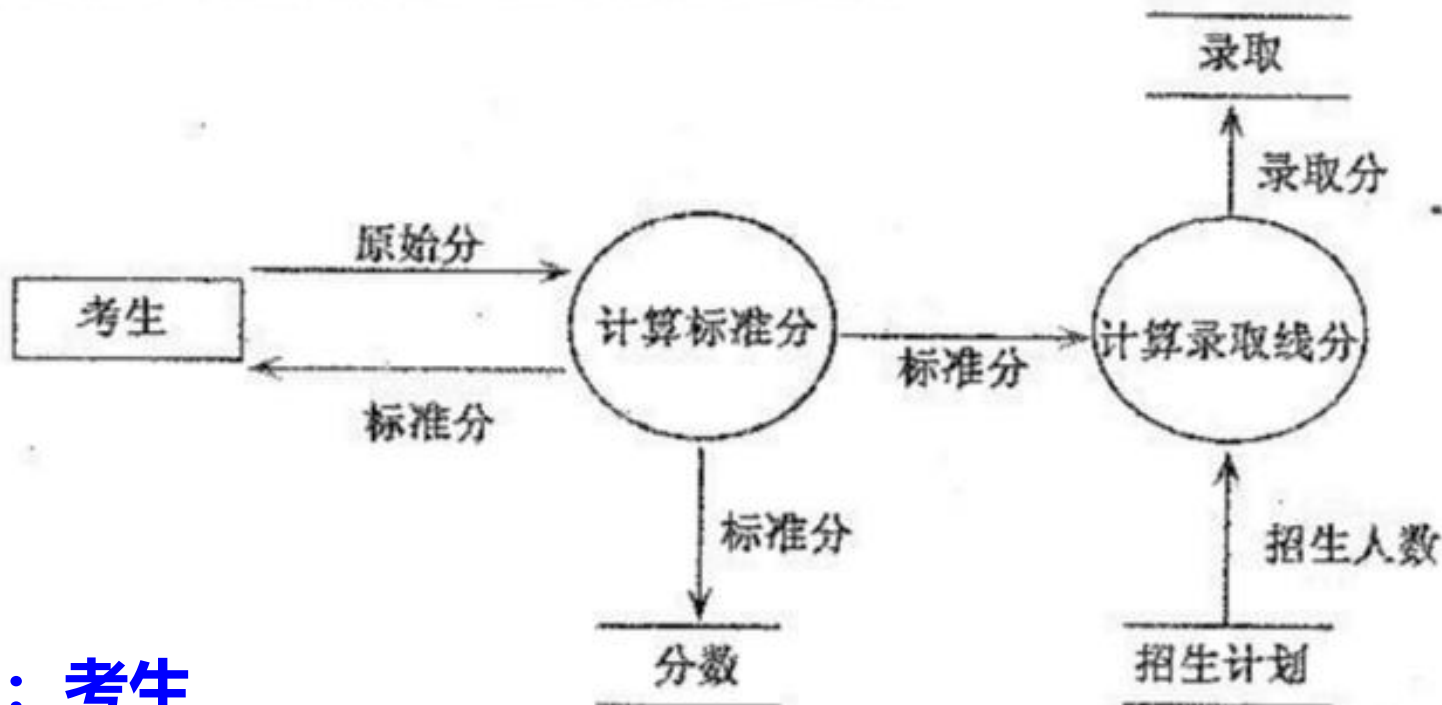 录取
录取分
原始分
考生
计算标准分
标准分
计算录取线分
标准分
标准分
招生人数
分数
招生计划
：考生